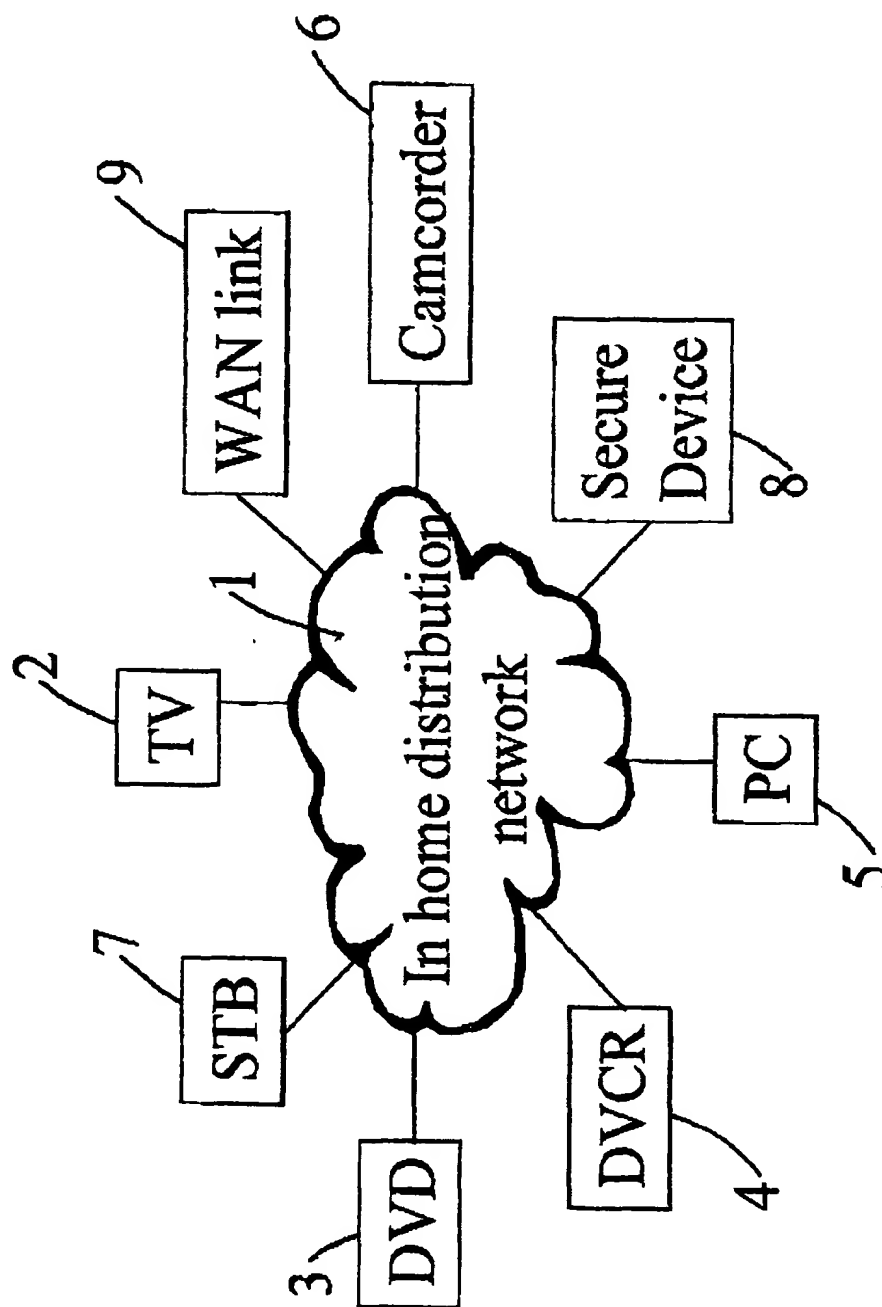 7
STB
2
TV
9
WAN link
1
3
DVD
In home distribution
network
6
Camcorder
DVCR
4
PC
5
Secure
Device
8